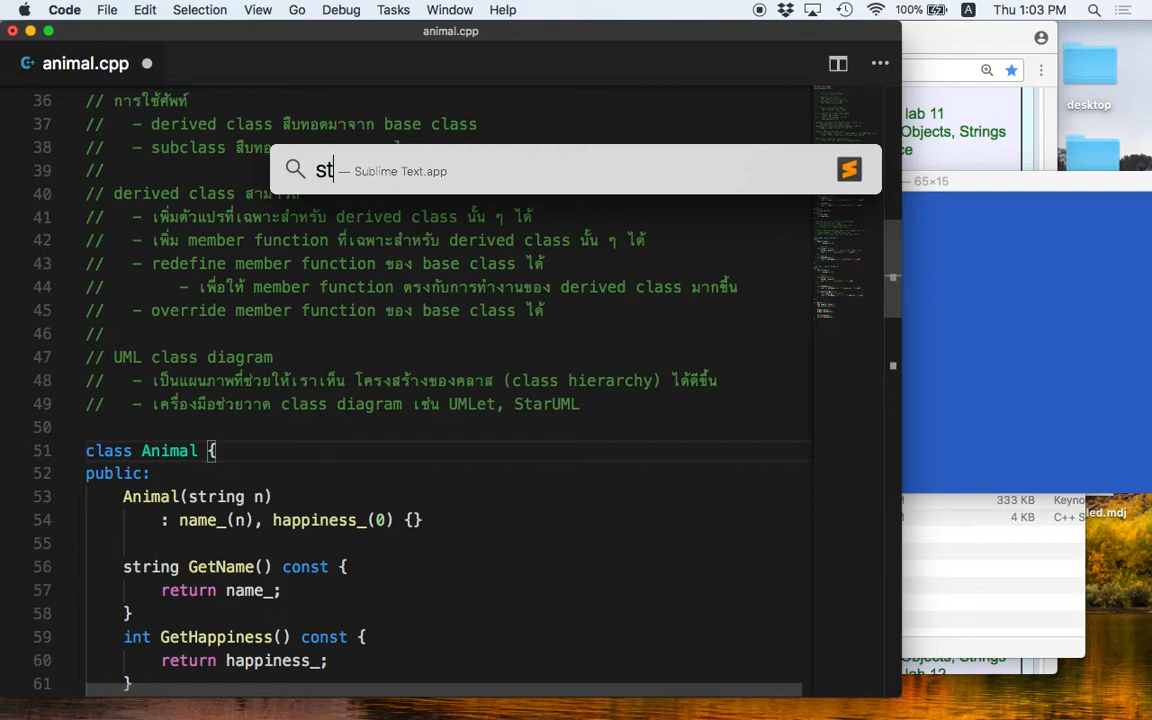 Code File Edit Selection View Go Debug Tasks Window Help 100% A Thu 1:03 PM
animal.cpp
animal.cpp
36 // การใช้ศัพท์
37 // - derived class สืบทอดมาจาก base class
38 // - subclass
st — Sublime Text.app
39 //
40 // derived class
41 // - เพิ่มตัวแปรที่เฉพาะสำหรับ derived class นั้น ๆ ได้
42 // - เพิ่ม member function ที่เฉพาะสำหรับ derived class นั้น ๆ ได้
43 // - redefine member function ของ base class ได้
44 // - เพื่อให้ member function ตรงกับการทำงานของ derived class มากขึ้น
45 // - override member function ของ base class ได้
46 //
47 // UML class diagram
48 // - เป็นแผนภาพที่ช่วยให้เราเห็น โครงสร้างของคลาส (class hierarchy) ได้ดีขึ้น
49 // - เครื่องมือช่วยวาด class diagram เช่น UMLet, StarUML
50
51 class Animal {
52 public:
53 Animal(string n)
54 : name_(n), happiness_(0) {}
55
56 string GetName() const {
57 return name_;
58 }
59 int GetHappiness() const {
60 return happiness_;
61 }
lab 11
Objects, Strings
— 65×15
333 KB Keyno
4 KB C++ S
Objects, Strings
lab 12
desktop
led.mdj